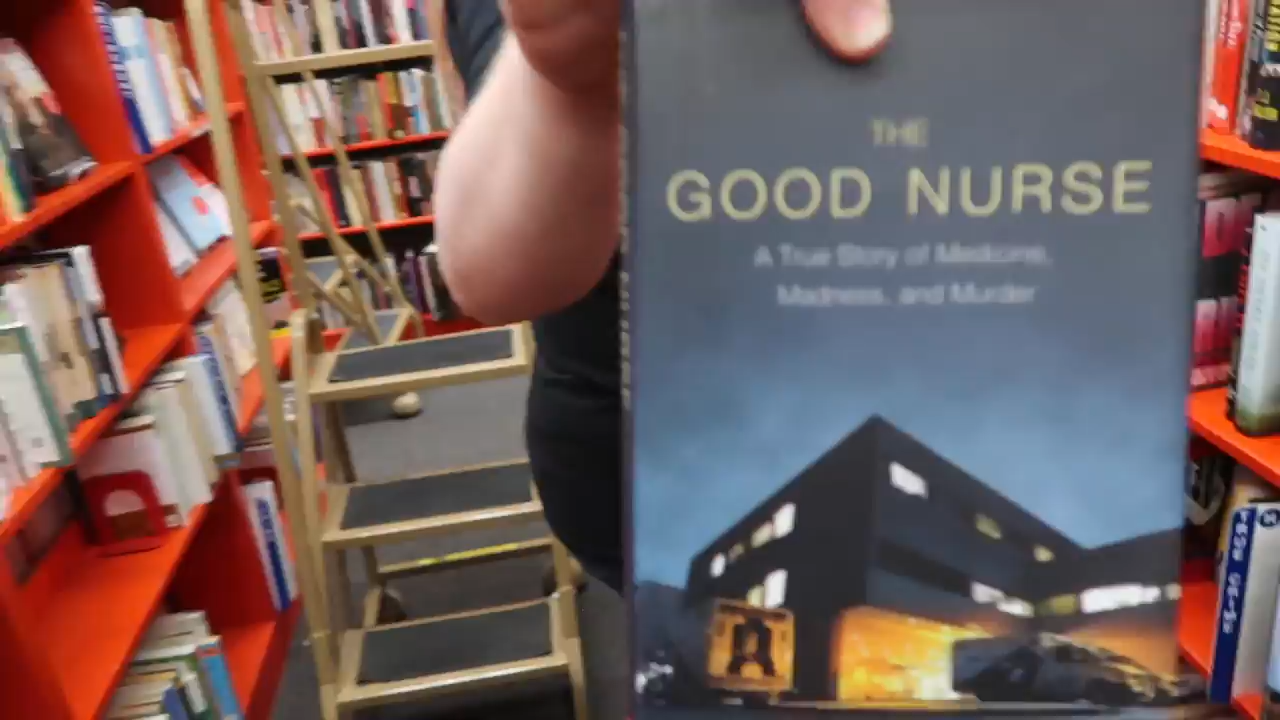 THE
GOOD NURSE
A True Story of Medicine,
Madness, and Murder